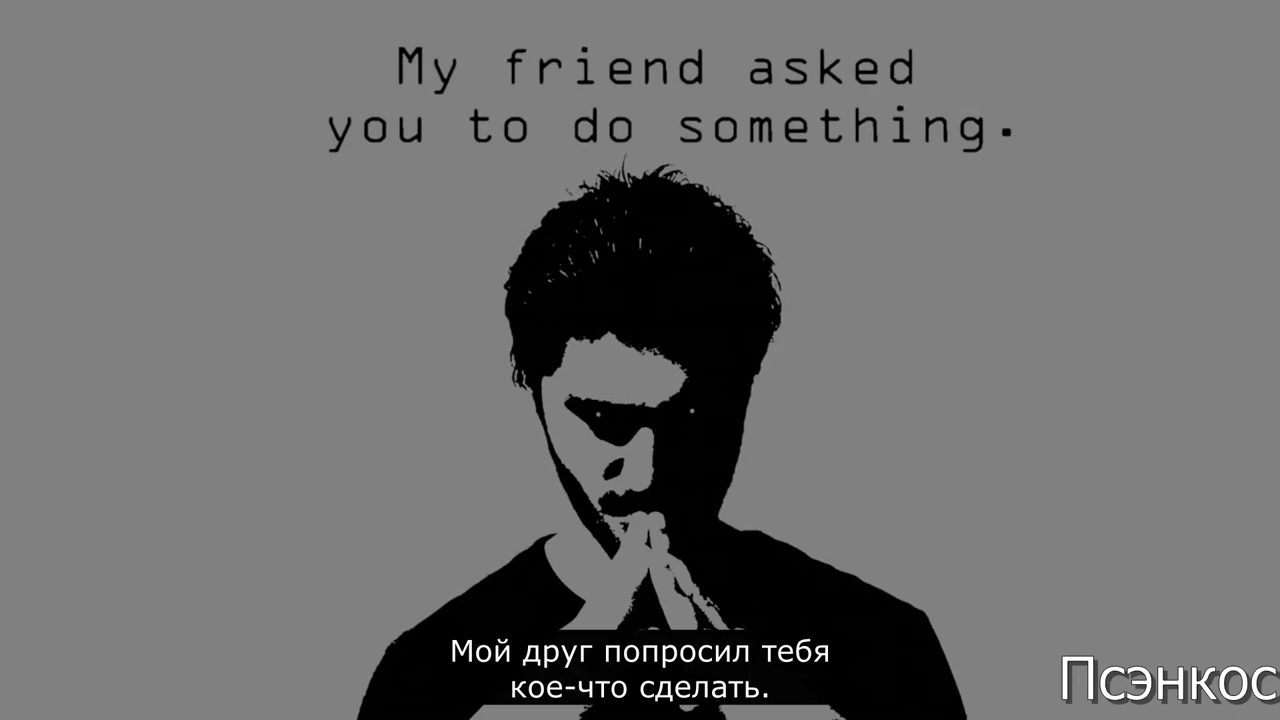 My friend asked
you to do something.
Мой друг попросил тебя
кое-что сделать.
Псэнкос